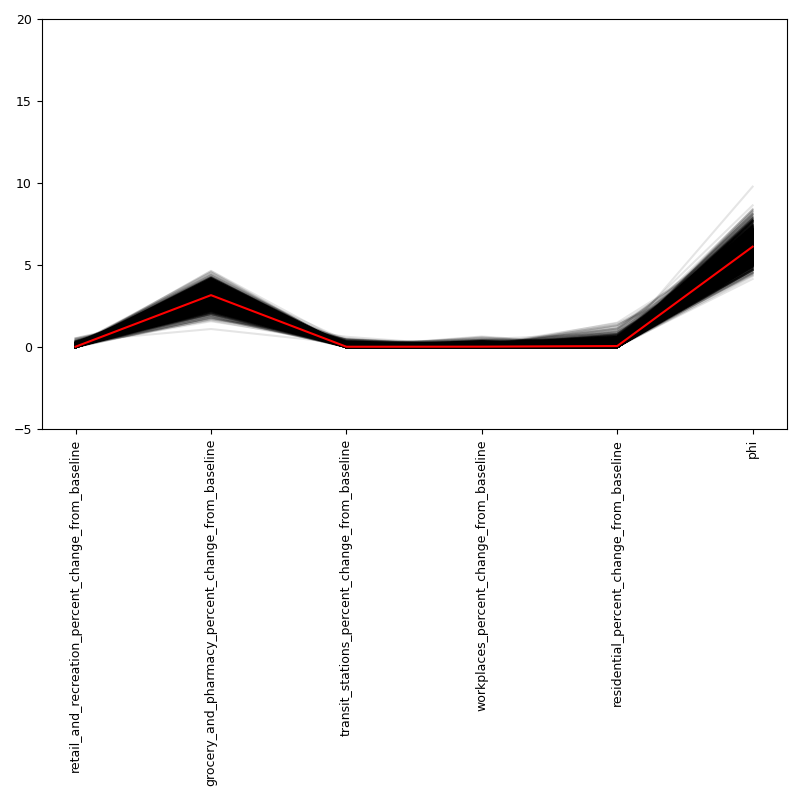 20
15
10
5
0
−5
retail_and_recreation_percent_change_from_baseline
grocery_and_pharmacy_percent_change_from_baseline
transit_stations_percent_change_from_baseline
workplaces_percent_change_from_baseline
residential_percent_change_from_baseline
phi